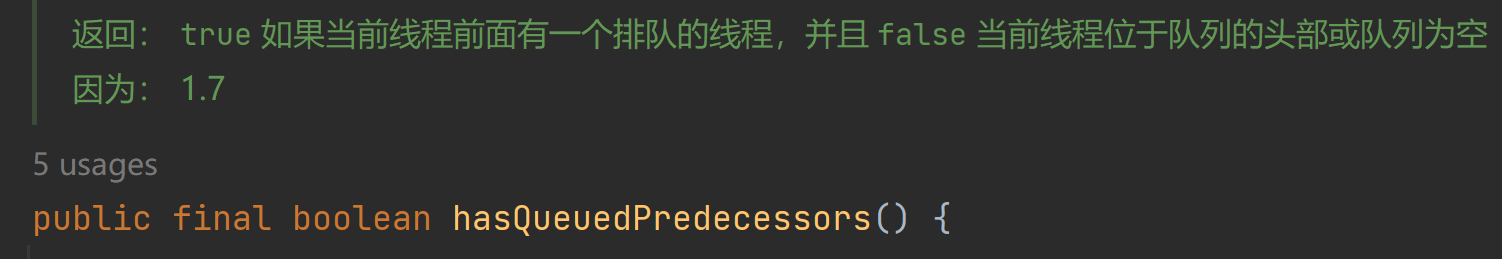 返回： true 如果当前线程前面有一个排队的线程，并且 false 当前线程位于队列的头部或队列为空
因为： 1.7
5 usages
public final boolean hasQueuedPredecessors() {